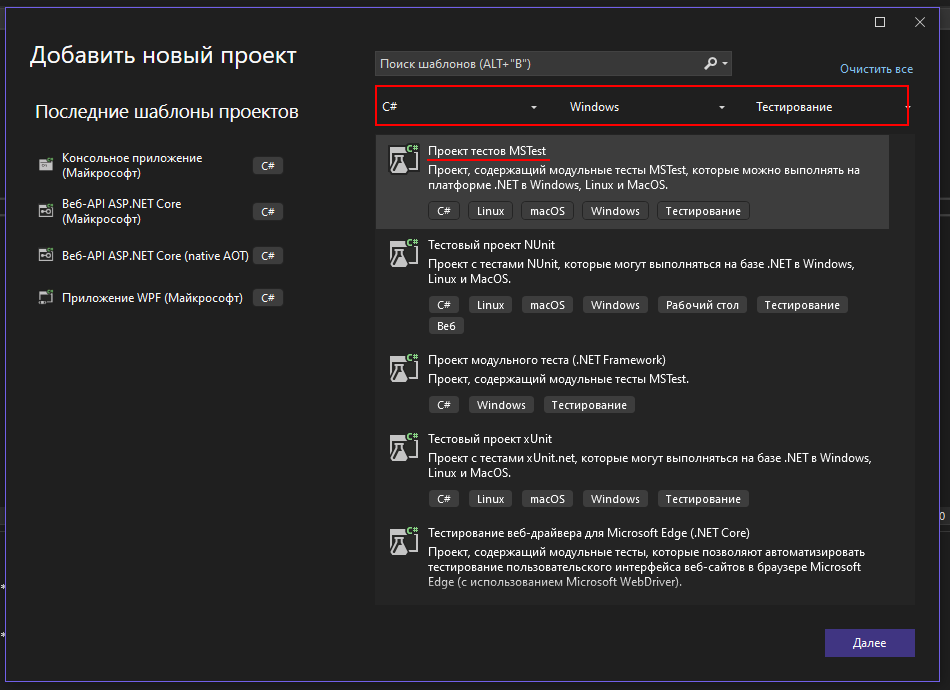 Добавить новый проект
Последние шаблоны проектов
Консольное приложение
(Майкрософт)
C#
Веб-API ASP.NET Core
(Майкрософт)
C#
Веб-API ASP.NET Core (native AOT)
C#
Приложение WPF (Майкрософт)
C#
Поиск шаблонов (ALT+"B")
Очистить все
C#
Windows
Тестирование
C#
Проект тестов MSTest
Проект, содержащий модульные тесты MSTest, которые можно выполнять на
платформе .NET в Windows, Linux и MacOS.
C# Linux macOS Windows Тестирование
C#
Тестовый проект NUnit
Проект с тестами NUnit, которые могут выполняться на базе .NET в Windows,
Linux и MacOS.
C# Linux macOS Windows Рабочий стол Тестирование
Веб
C#
Проект модульного теста (.NET Framework)
Проект, содержащий модульные тесты MSTest.
C# Windows Тестирование
C#
Тестовый проект xUnit
Проект с тестами xUnit.net, которые могут выполняться на базе .NET в Windows,
Linux и MacOS.
C# Linux macOS Windows Тестирование
C#
Тестирование веб-драйвера для Microsoft Edge (.NET Core)
Проект, содержащий модульные тесты, которые позволяют автоматизировать
тестирование пользовательского интерфейса веб-сайтов в браузере Microsoft
Edge (с использованием Microsoft WebDriver).
Далее